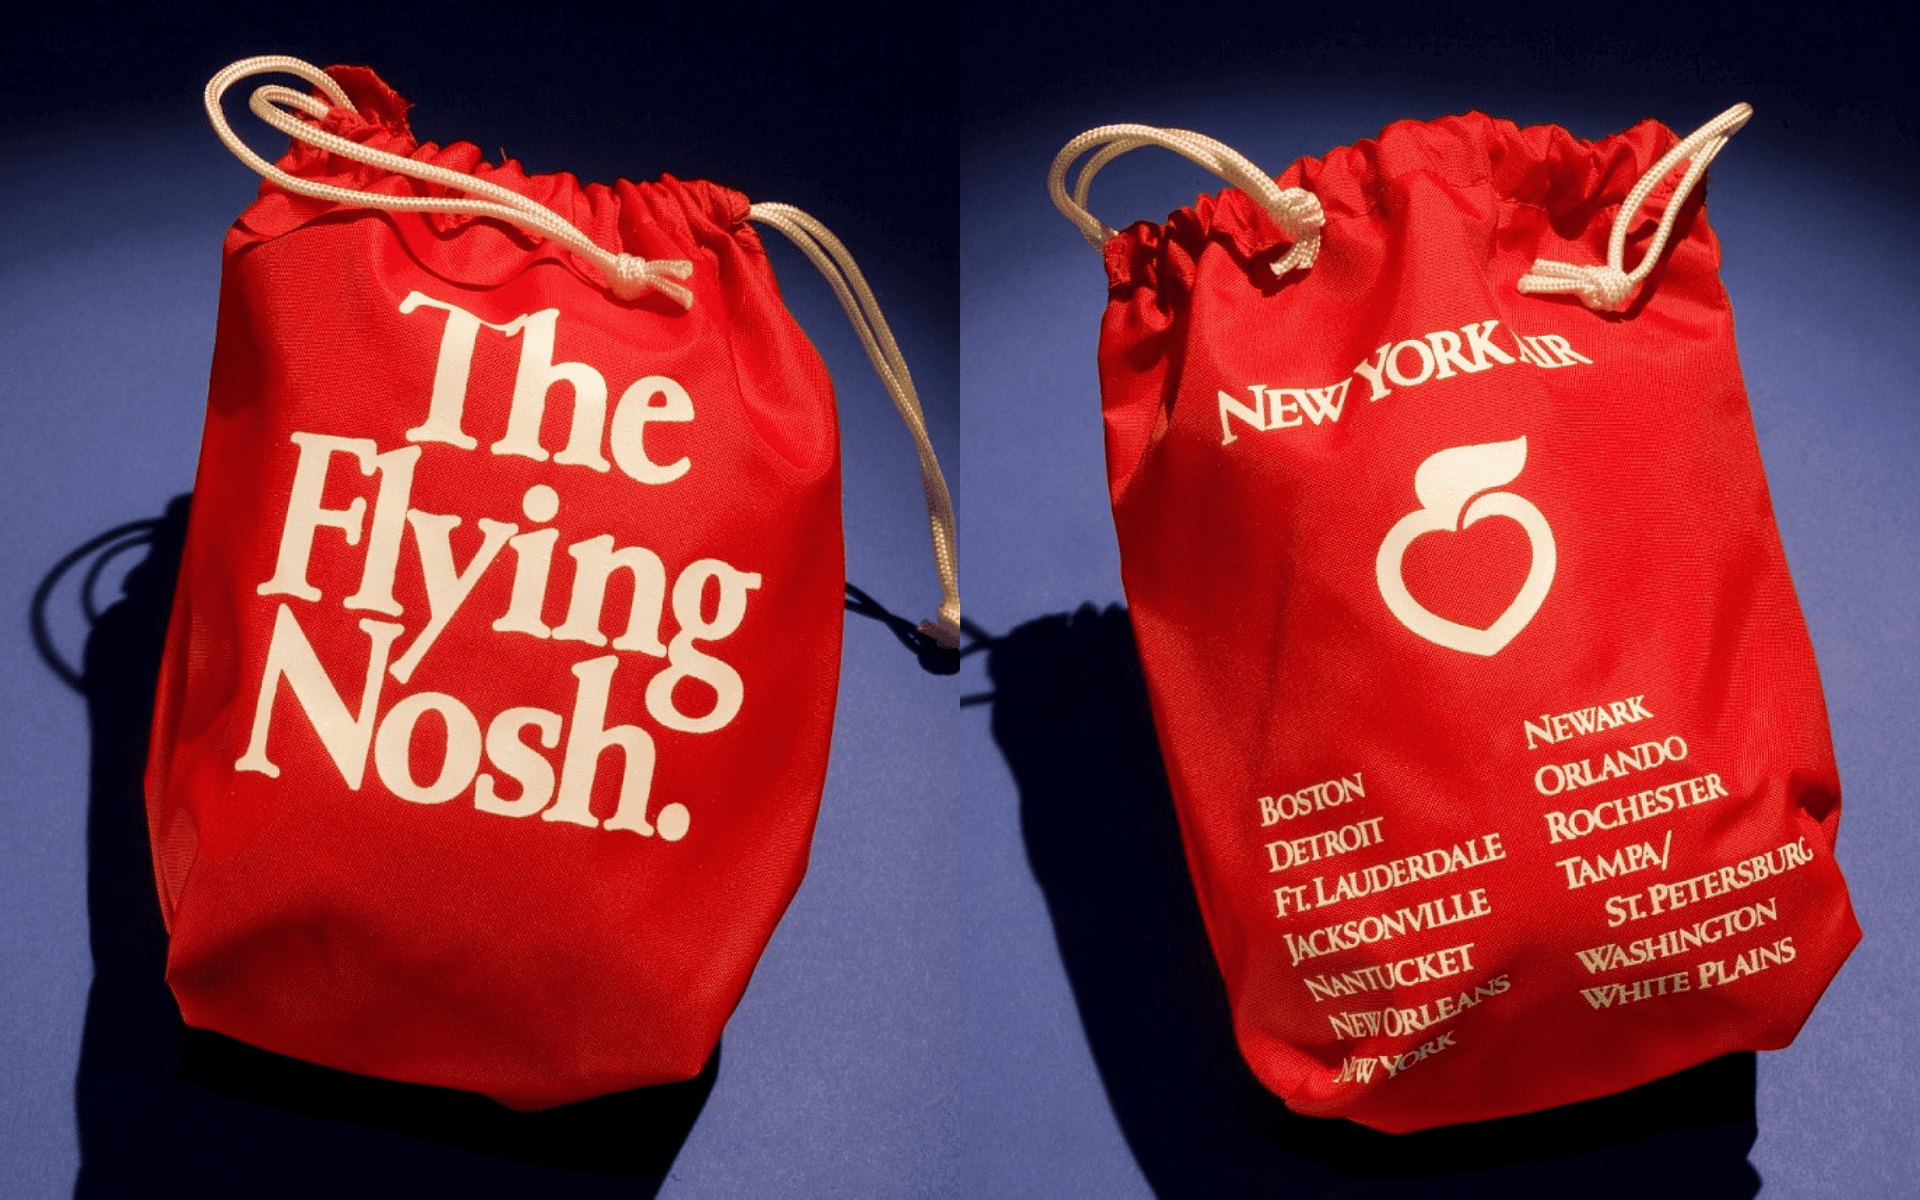 The
Flying
Nosh.
NEW YORK AIR
BOSTON
DETROIT
FT. LAUDERDALE
JACKSONVILLE
NANTUCKET
NEW ORLEANS
NEW YORK
NEWARK
ORLANDO
ROCHESTER
TAMPA/
ST. PETERSBURG
WASHINGTON
WHITE PLAINS